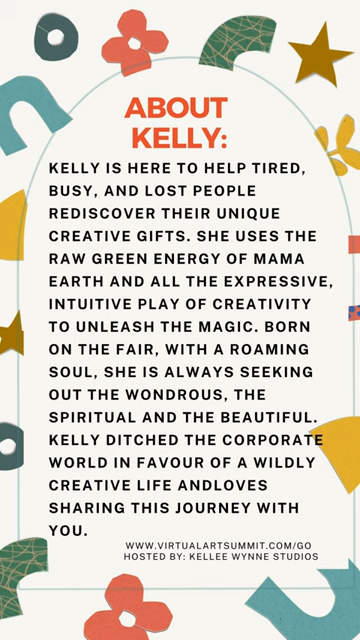 ABOUT
KELLY:
KELLY IS HERE TO HELP TIRED,
BUSY, AND LOST PEOPLE
REDISCOVER THEIR UNIQUE
CREATIVE GIFTS. SHE USES THE
RAW GREEN ENERGY OF MAMA
EARTH AND ALL THE EXPRESSIVE,
INTUITIVE PLAY OF CREATIVITY
TO UNLEASH THE MAGIC. BORN
ON THE FAIR, WITH A ROAMING
SOUL, SHE IS ALWAYS SEEKING
OUT THE WONDROUS, THE
SPIRITUAL AND THE BEAUTIFUL.
KELLY DITCHED THE CORPORATE
WORLD IN FAVOUR OF A WILDLY
CREATIVE LIFE ANDLOVES
SHARING THIS JOURNEY WITH
YOU.
WWW.VIRTUALARTSUMMIT.COM/GO
HOSTED BY: KELLEE WYNNE STUDIOS